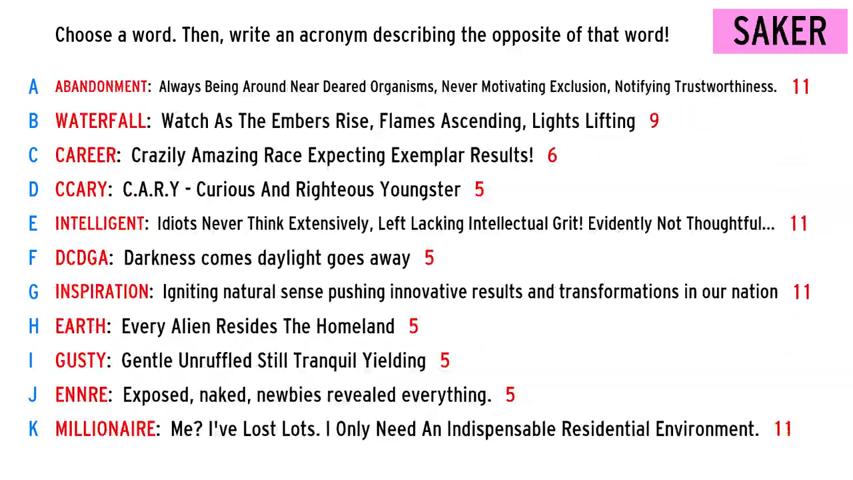 Choose a word. Then, write an acronym describing the opposite of that word!
SAKER
A ABANDONMENT: Always Being Around Near Deared Organisms, Never Motivating Exclusion, Notifying Trustworthiness. 11
B WATERFALL: Watch As The Embers Rise, Flames Ascending, Lights Lifting 9
C CAREER: Crazily Amazing Race Expecting Exemplar Results! 6
D CCARY: C.A.R.Y - Curious And Righteous Youngster 5
E INTELLIGENT: Idiots Never Think Extensively, Left Lacking Intellectual Grit! Evidently Not Thoughtful... 11
F DCDGA: Darkness comes daylight goes away 5
G INSPIRATION: Igniting natural sense pushing innovative results and transformations in our nation 11
H EARTH: Every Alien Resides The Homeland 5
I GUSTY: Gentle Unruffled Still Tranquil Yielding 5
J ENNRE: Exposed, naked, newbies revealed everything. 5
K MILLIONAIRE: Me? I've Lost Lots. I Only Need An Indispensable Residential Environment. 11